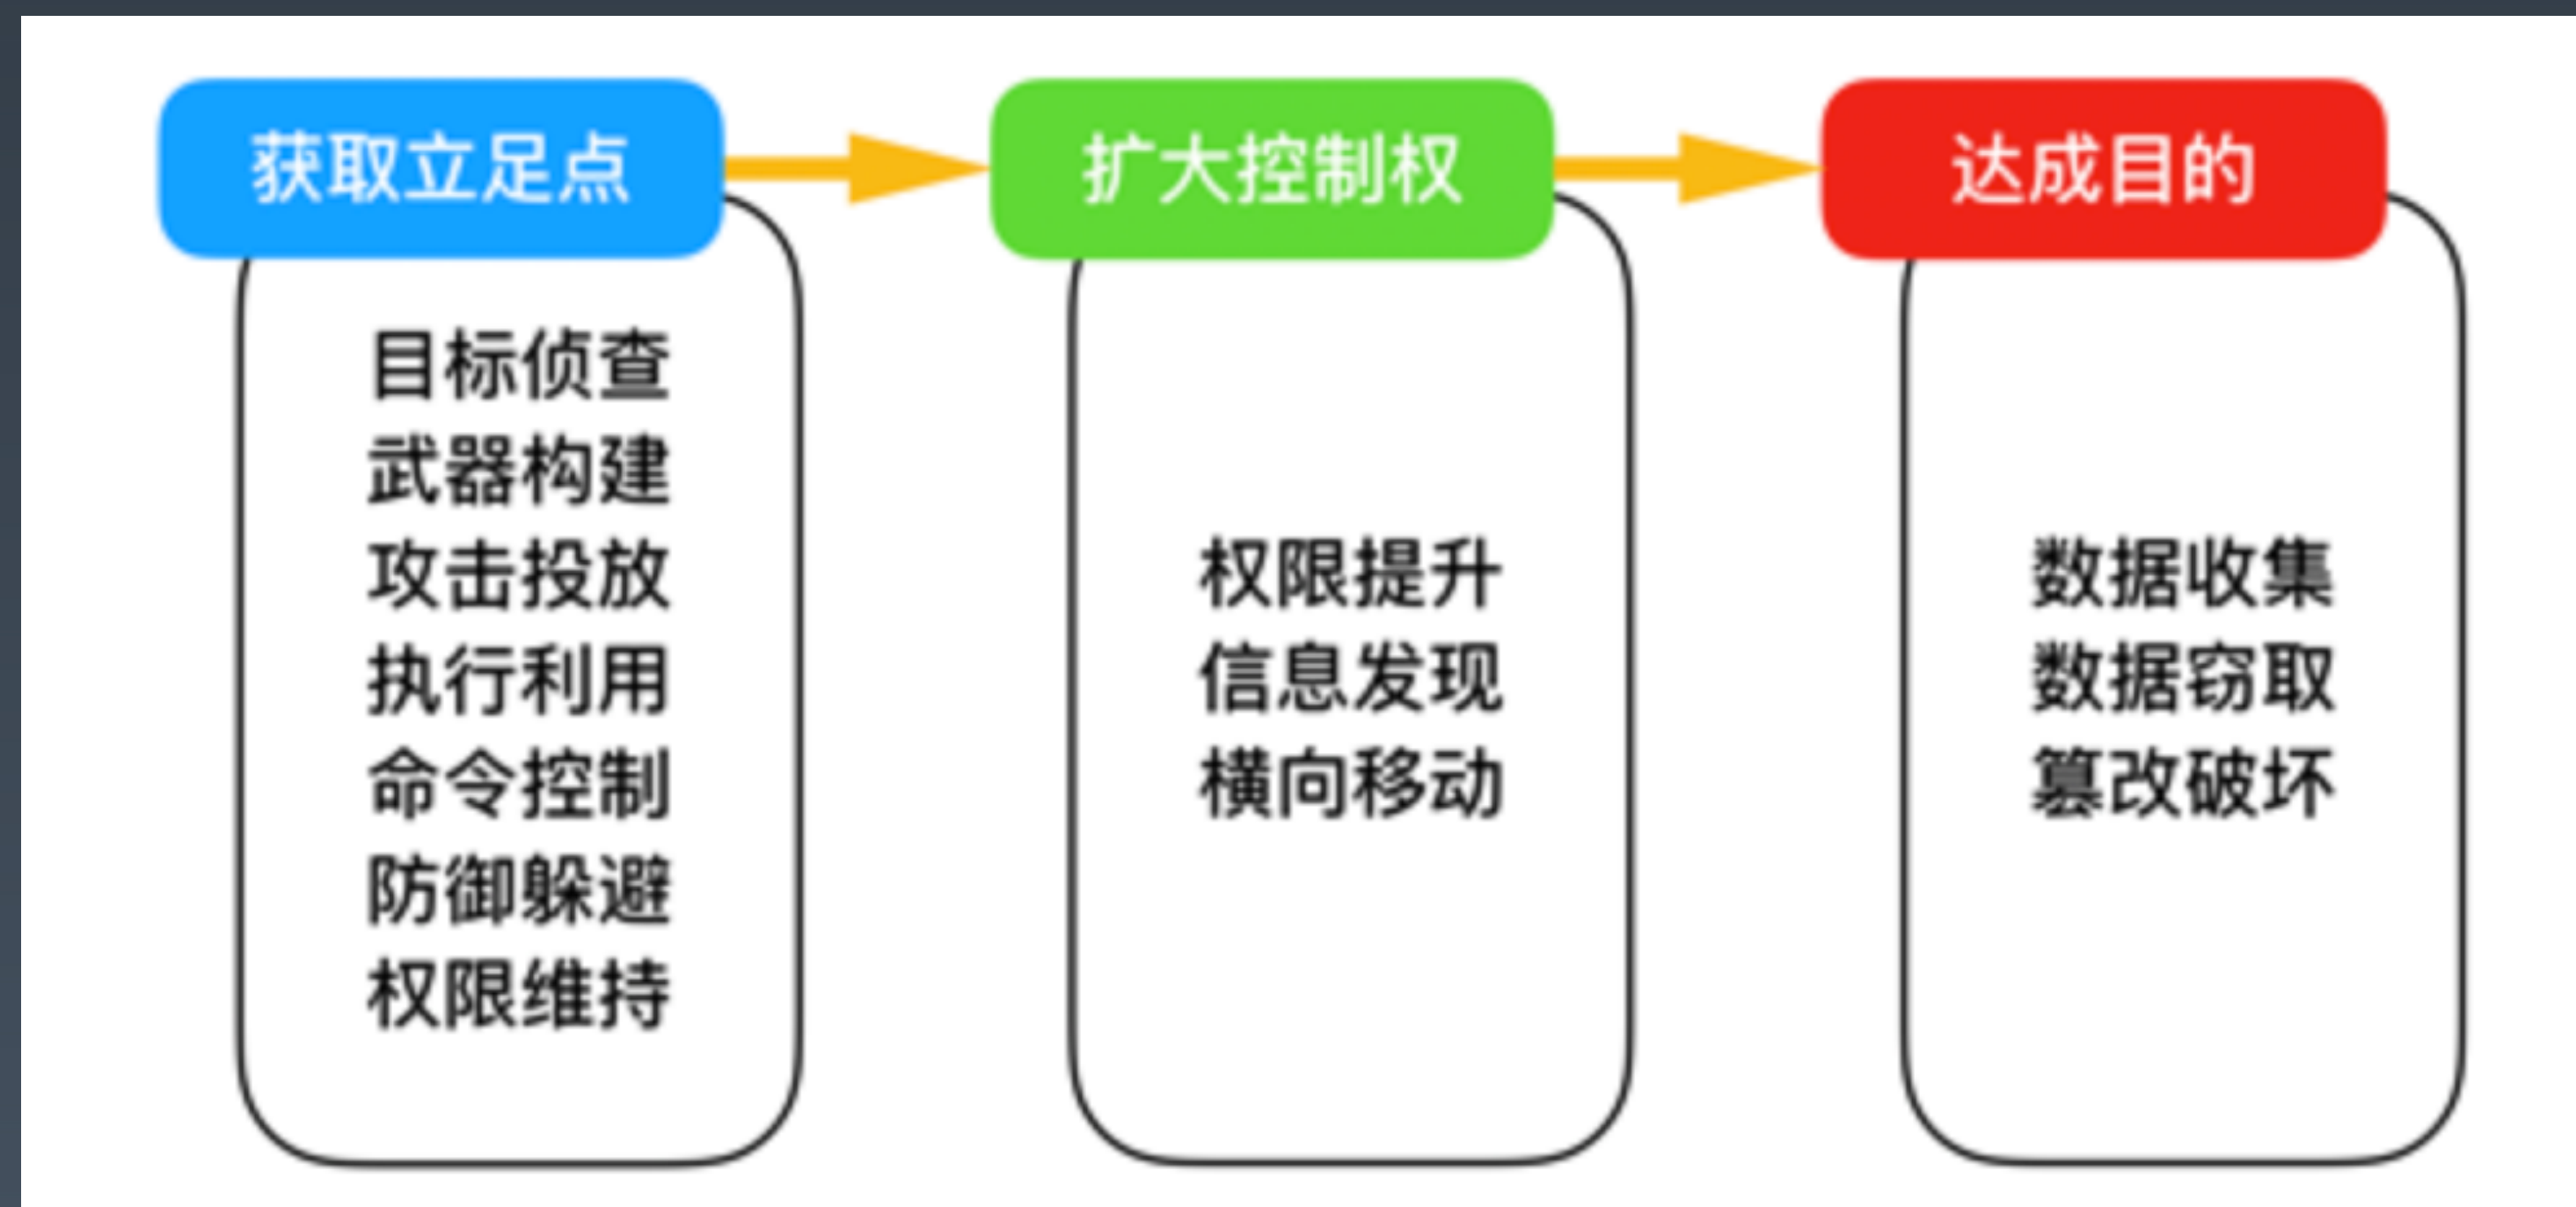 获取立足点
目标侦查
武器构建
攻击投放
执行利用
命令控制
防御躲避
权限维持
扩大控制权
权限提升
信息发现
横向移动
达成目的
数据收集
数据窃取
篡改破坏